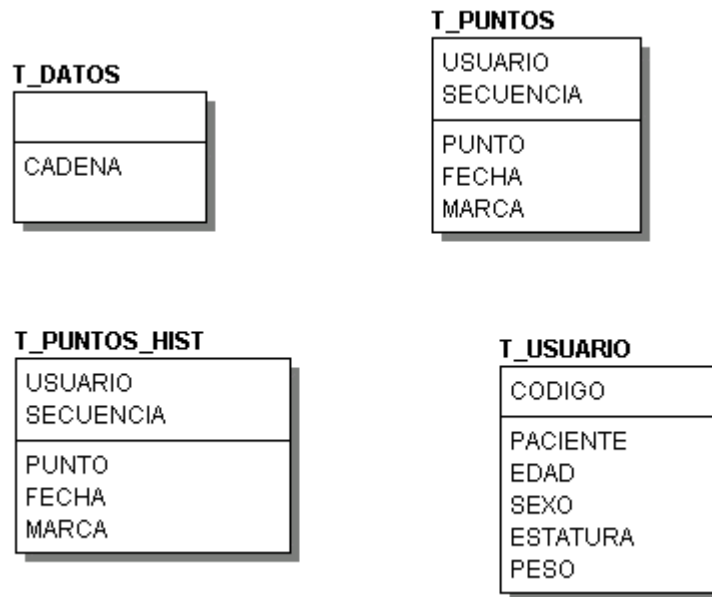 T_DATOS
CADENA
T_PUNTOS
USUARIO
SECUENCIA
PUNTO
FECHA
MARCA
T_PUNTOS_HIST
USUARIO
SECUENCIA
PUNTO
FECHA
MARCA
T_USUARIO
CODIGO
PACIENTE
EDAD
SEXO
ESTATURA
PESO